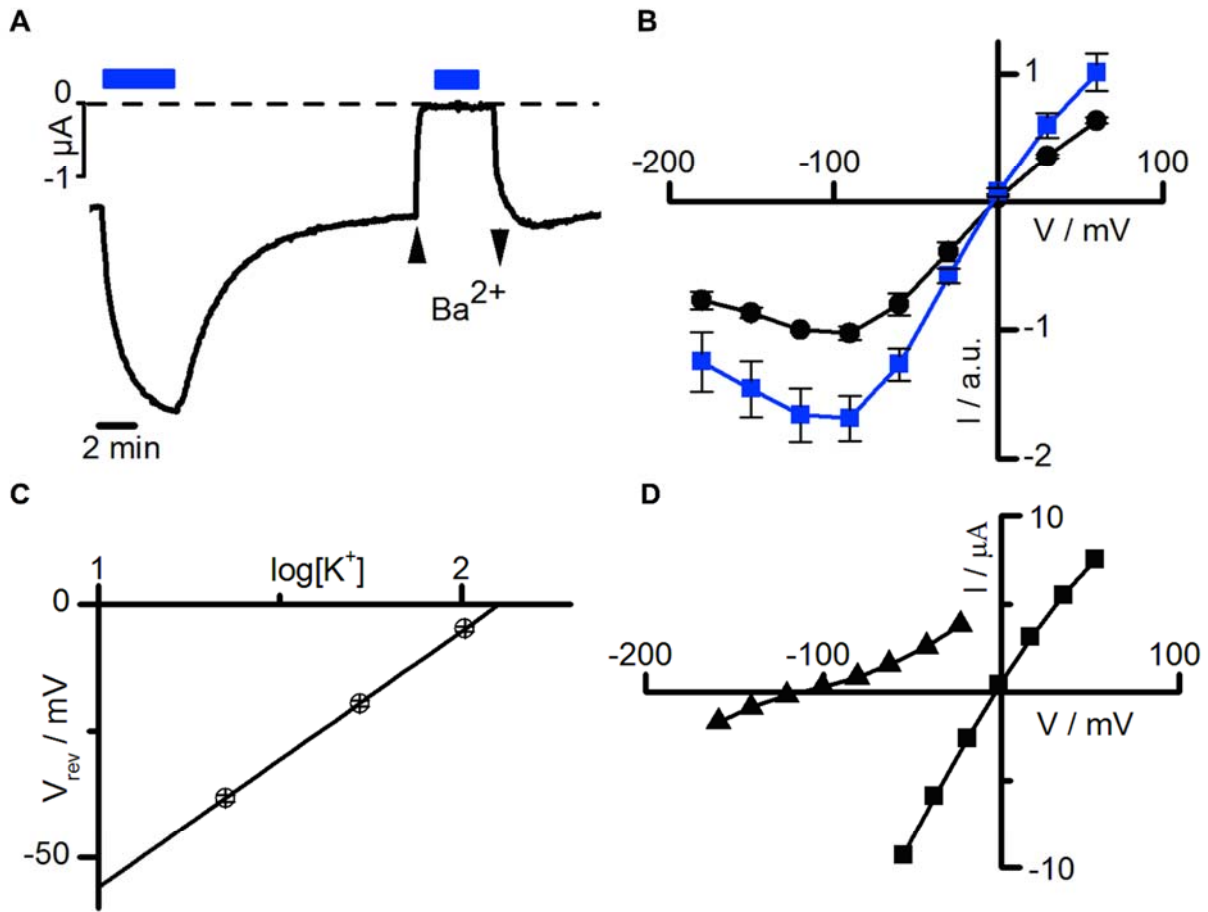 A
0
µA
-1
Ba2+
2 min
B
1
-200
-100
100
V / mV
-1
I / a.u.
-2
C
1
log[K+]
2
0
Vrev / mV
-50
D
10
I / µA
-200
-100
100
V / mV
-10